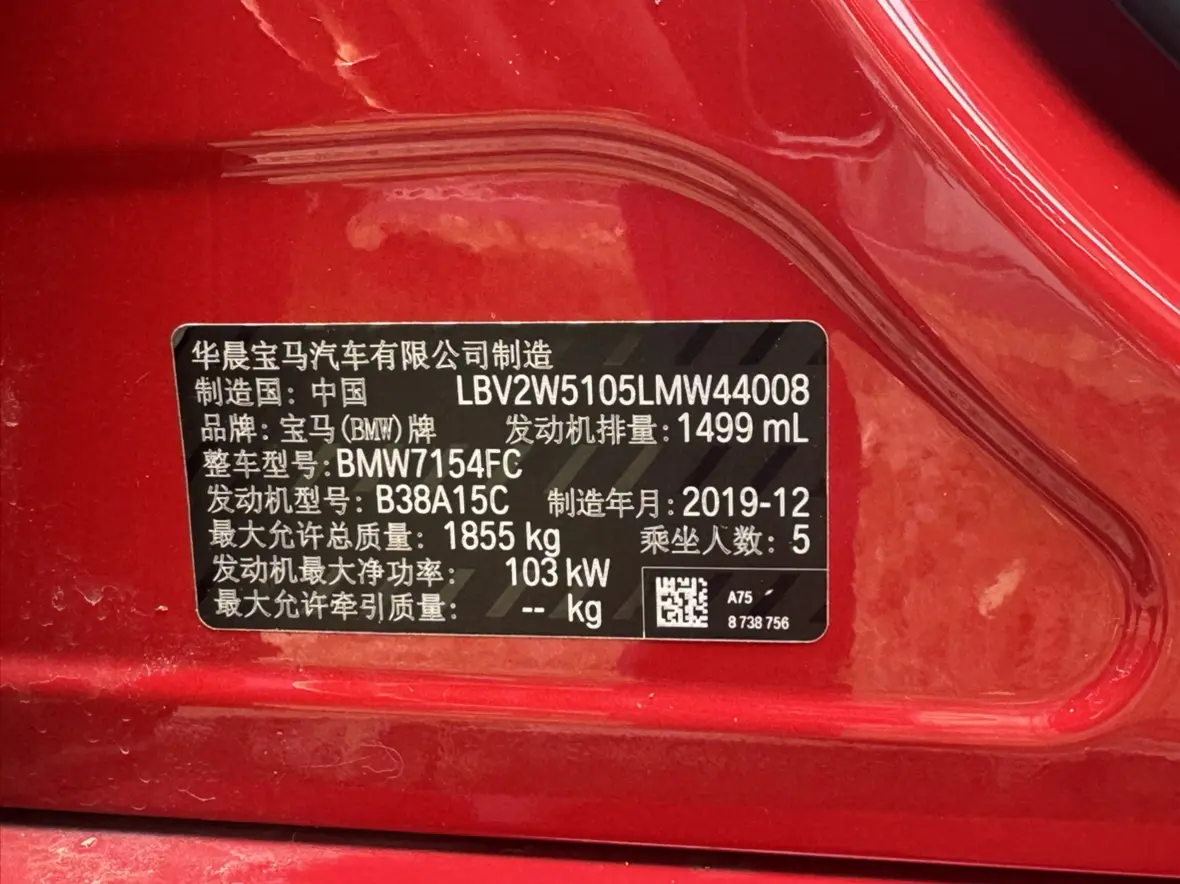 华晨宝马汽车有限公司制造
制造国：中国 LBV2W5105LMW44008
品牌：宝马(BMW)牌 发动机排量：1499 mL
整车型号：BMW7154FC
发动机型号：B38A15C 制造年月：2019-12
最大允许总质量：1855 kg 乘坐人数：5
发动机最大净功率：103 kW
最大允许牵引质量：-- kg
A75
8 738 756